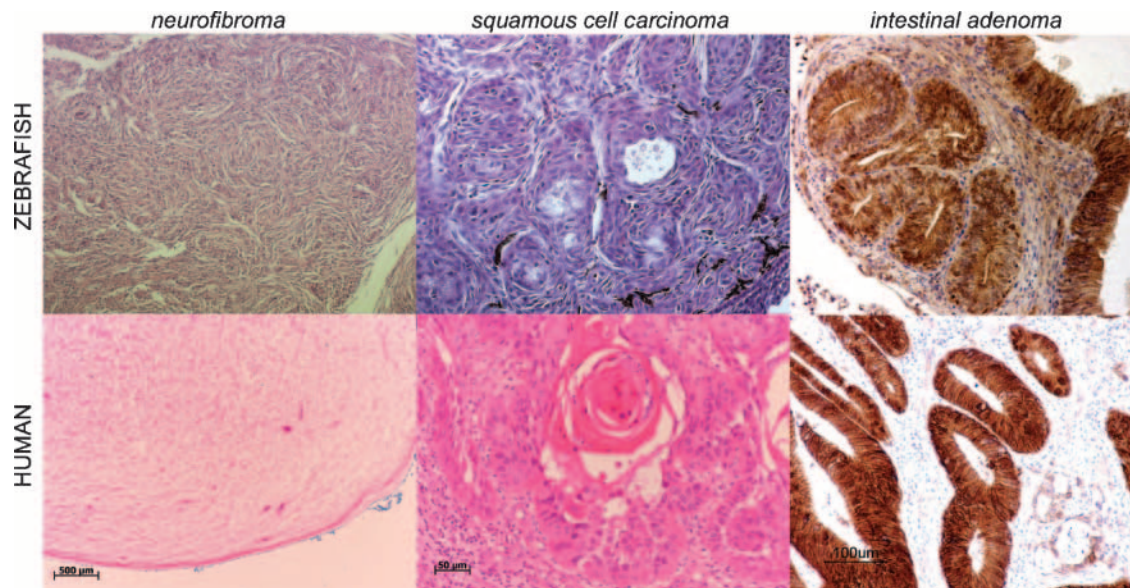 neurofibroma squamous cell carcinoma intestinal adenoma
ZEBRAFISH
HUMAN
500 µm 50 µm 100um